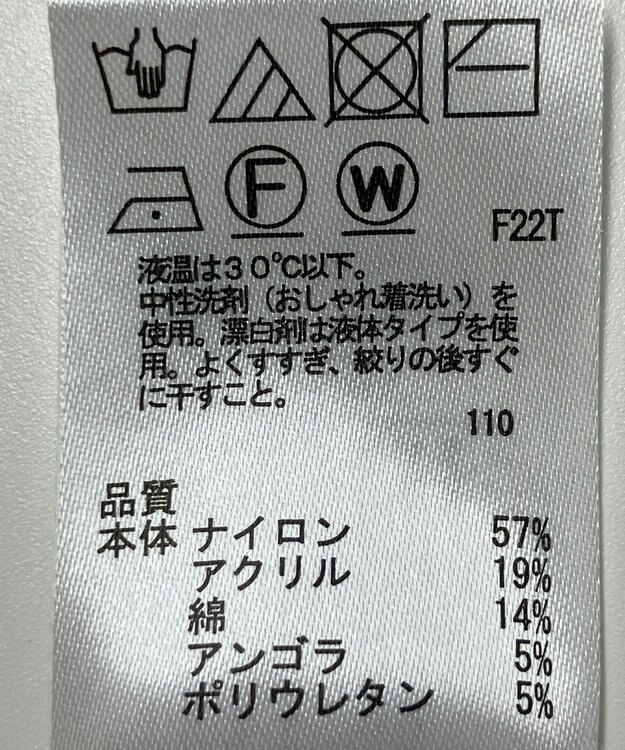 F W
F22T
液温は30℃以下。
中性洗剤（おしゃれ着洗い）を
使用。漂白剤は液体タイプを使
用。よくすすぎ、絞りの後すぐ
に干すこと。
110
品質
本体 ナイロン 57%
アクリル 19%
綿 14%
アンゴラ 5%
ポリウレタン 5%